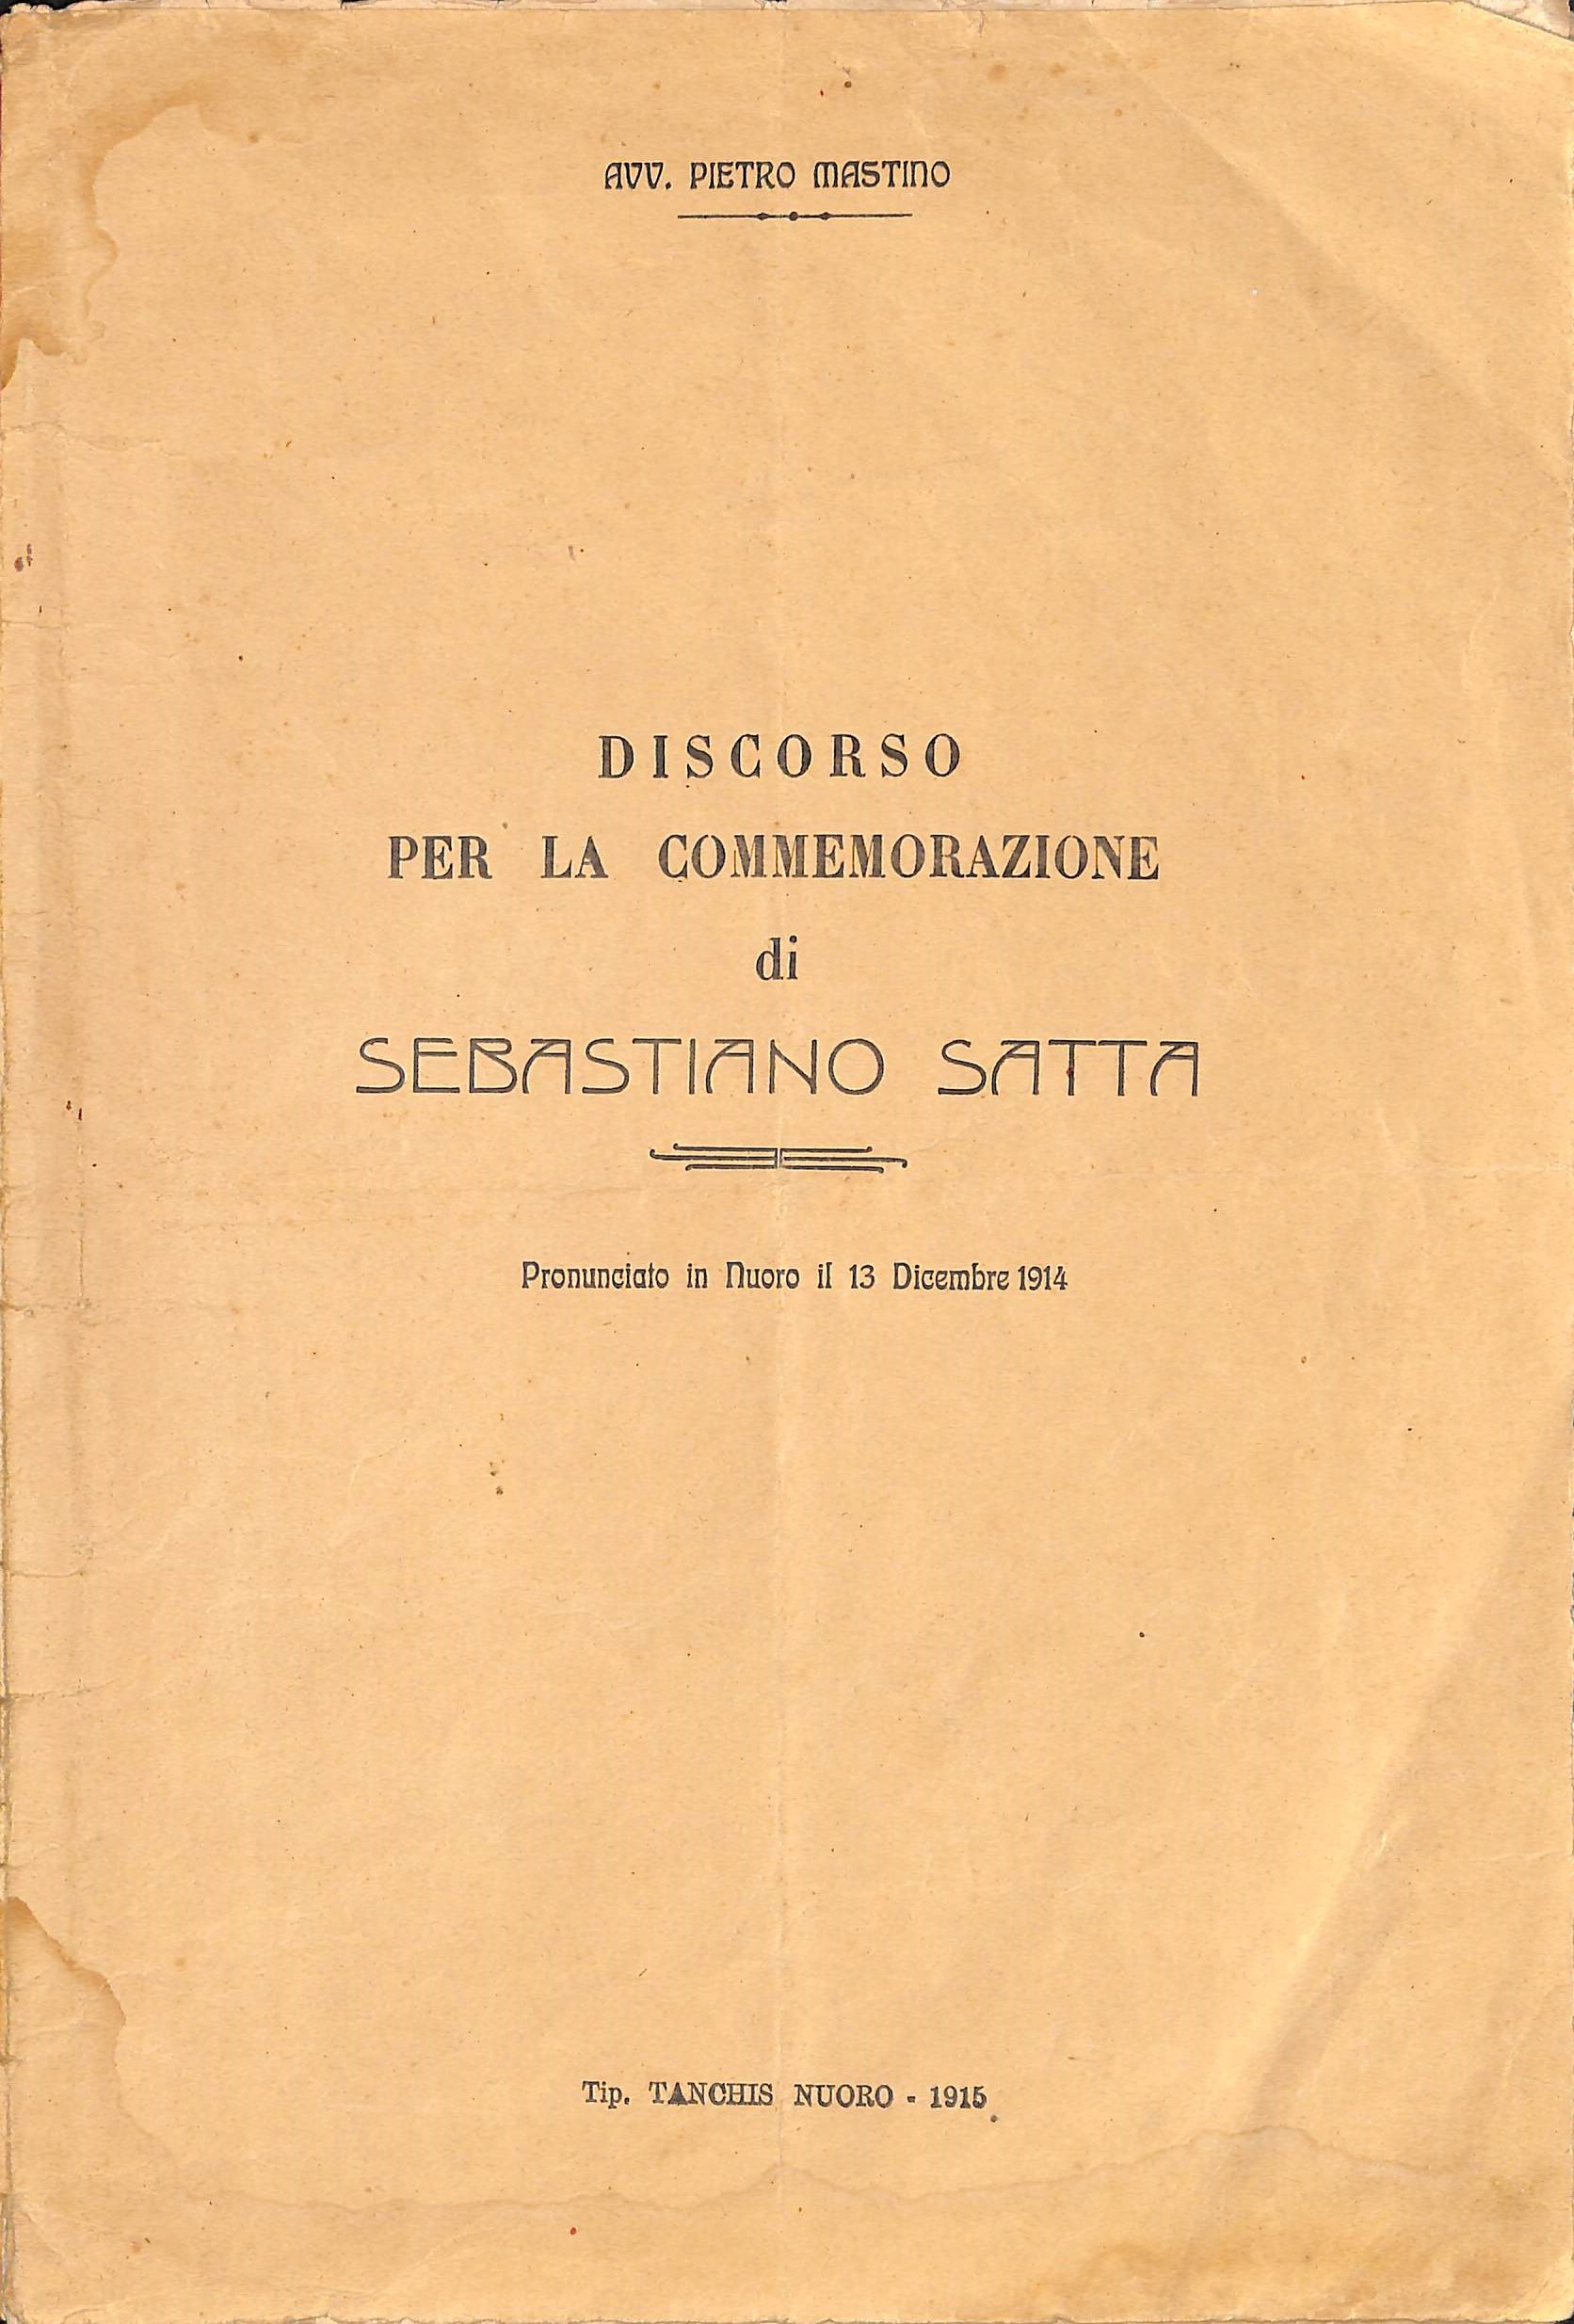 AVV. PIETRO MASTINO
DISCORSO
PER LA COMMEMORAZIONE
di
SEBASTIANO SATTA
Pronunciato in Nuoro il 13 Dicembre 1914
Tip. TANCHIS NUORO - 1915